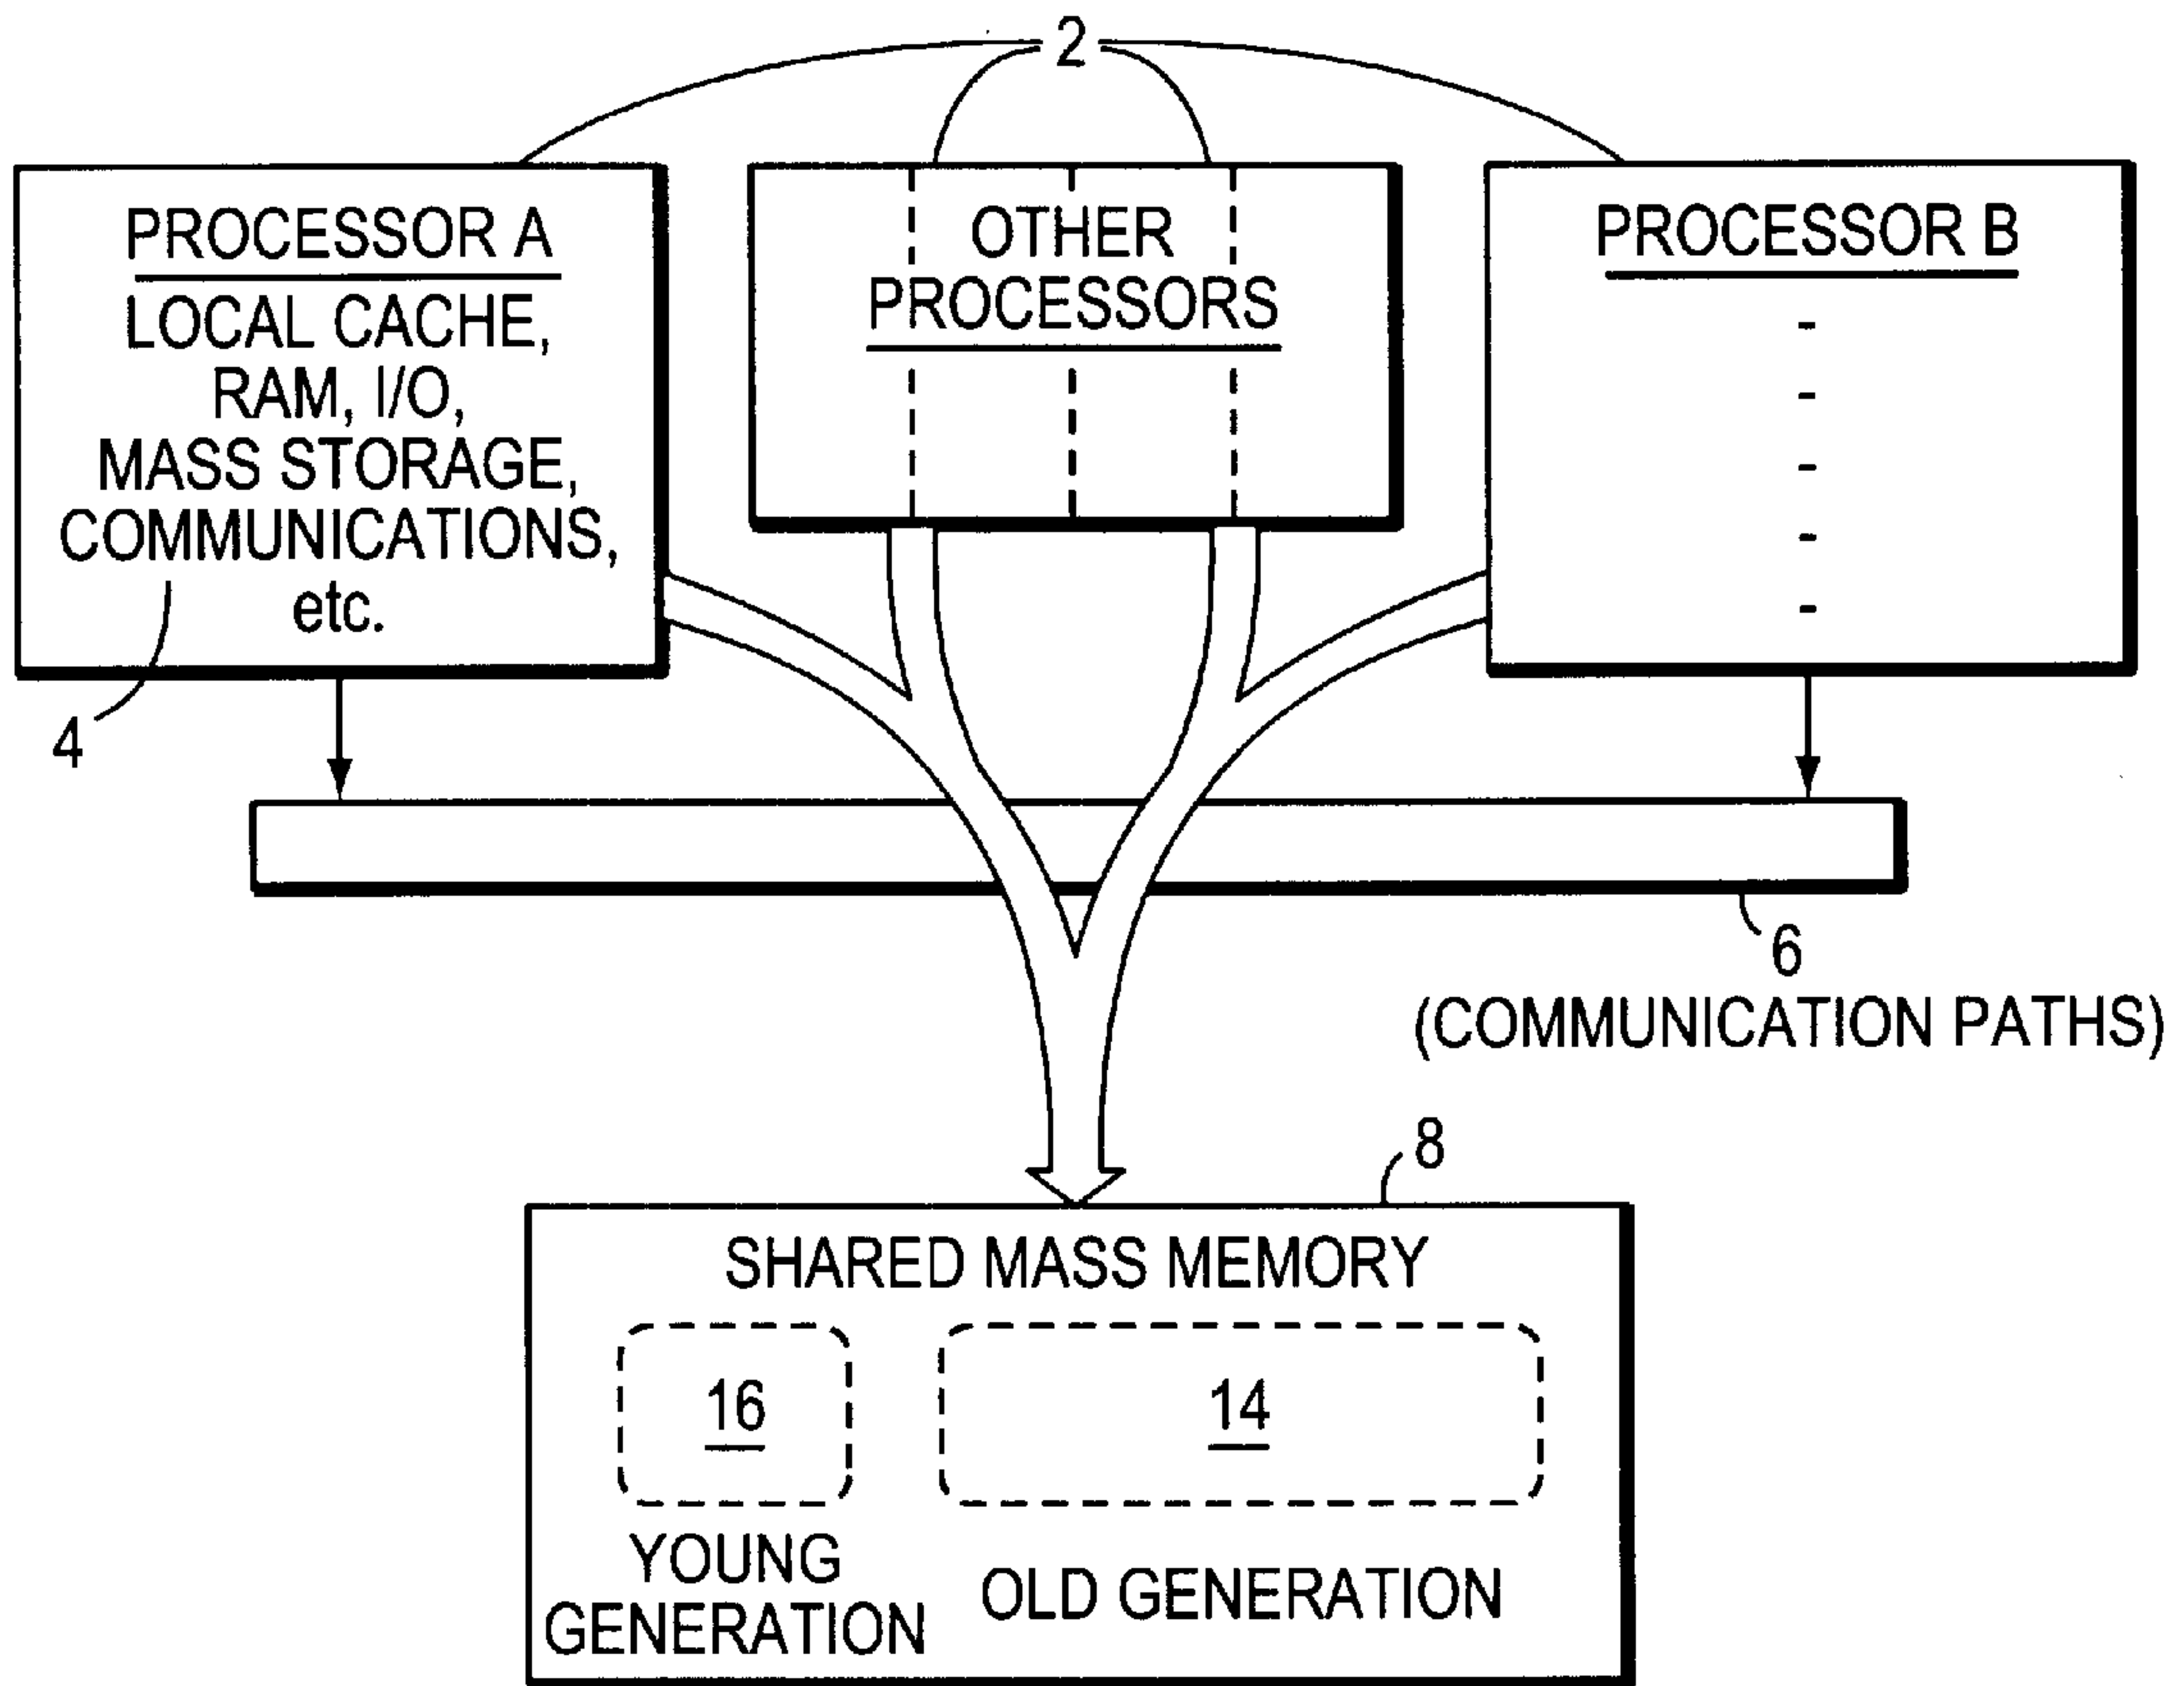 2
PROCESSOR A
LOCAL CACHE,
RAM, I/O,
MASS STORAGE,
COMMUNICATIONS,
etc.
4
OTHER
PROCESSORS
PROCESSOR B
-
-
-
-
-
6
(COMMUNICATION PATHS)
8
SHARED MASS MEMORY
16
14
YOUNG
GENERATION
OLD GENERATION